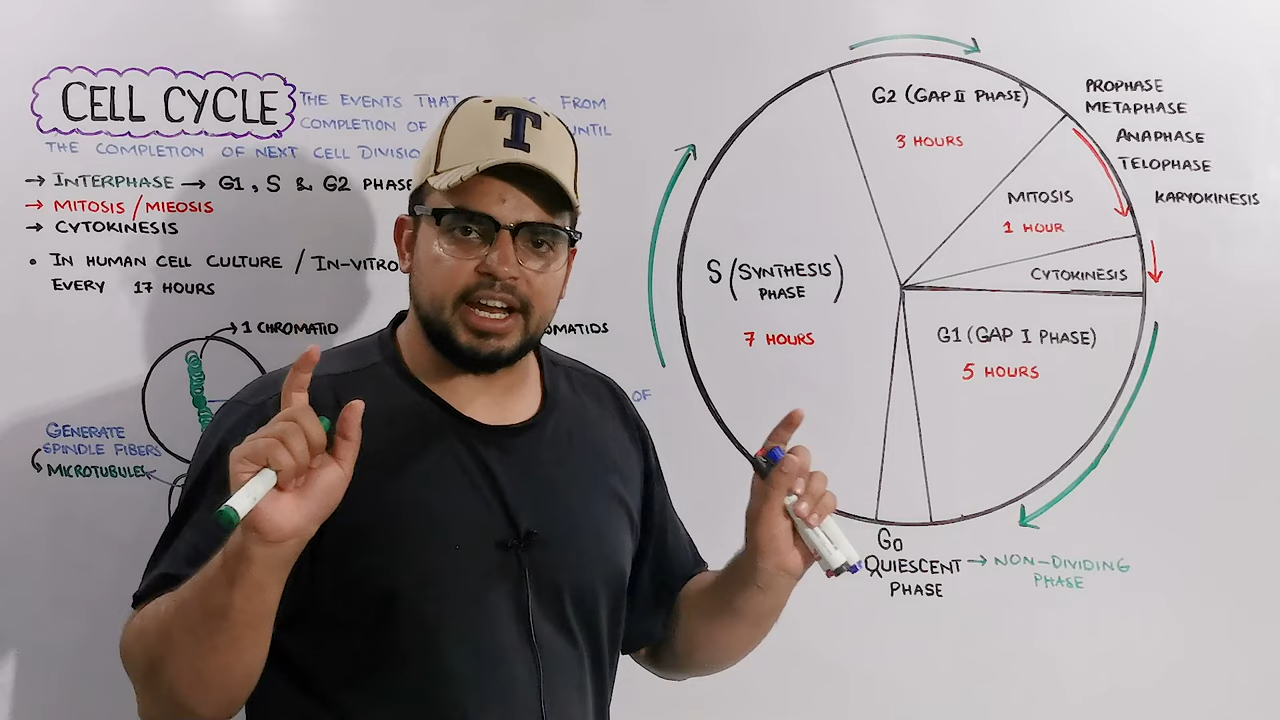 CELL CYCLE
THE EVENTS THAT FROM
COMPLETION OF UNTIL
THE COMPLETION OF NEXT CELL DIVISIO
→ INTERPHASE → G1, S & G2 PHASE
→ MITOSIS / MIEOSIS
→ CYTOKINESIS
• IN HUMAN CELL CULTURE / IN-VITRO
EVERY 17 HOURS
1 CHROMATID
OMATIDS
OF
GENERATE
SPINDLE FIBERS
MICROTUBULES
T
G2 (GAP II PHASE)
3 HOURS
PROPHASE
METAPHASE
ANAPHASE
TELOPHASE
KARYOKINESIS
MITOSIS
1 HOUR
CYTOKINESIS
S (SYNTHESIS PHASE)
7 HOURS
G1 (GAP I PHASE)
5 HOURS
G0
QUIESCENT PHASE → NON-DIVIDING PHASE